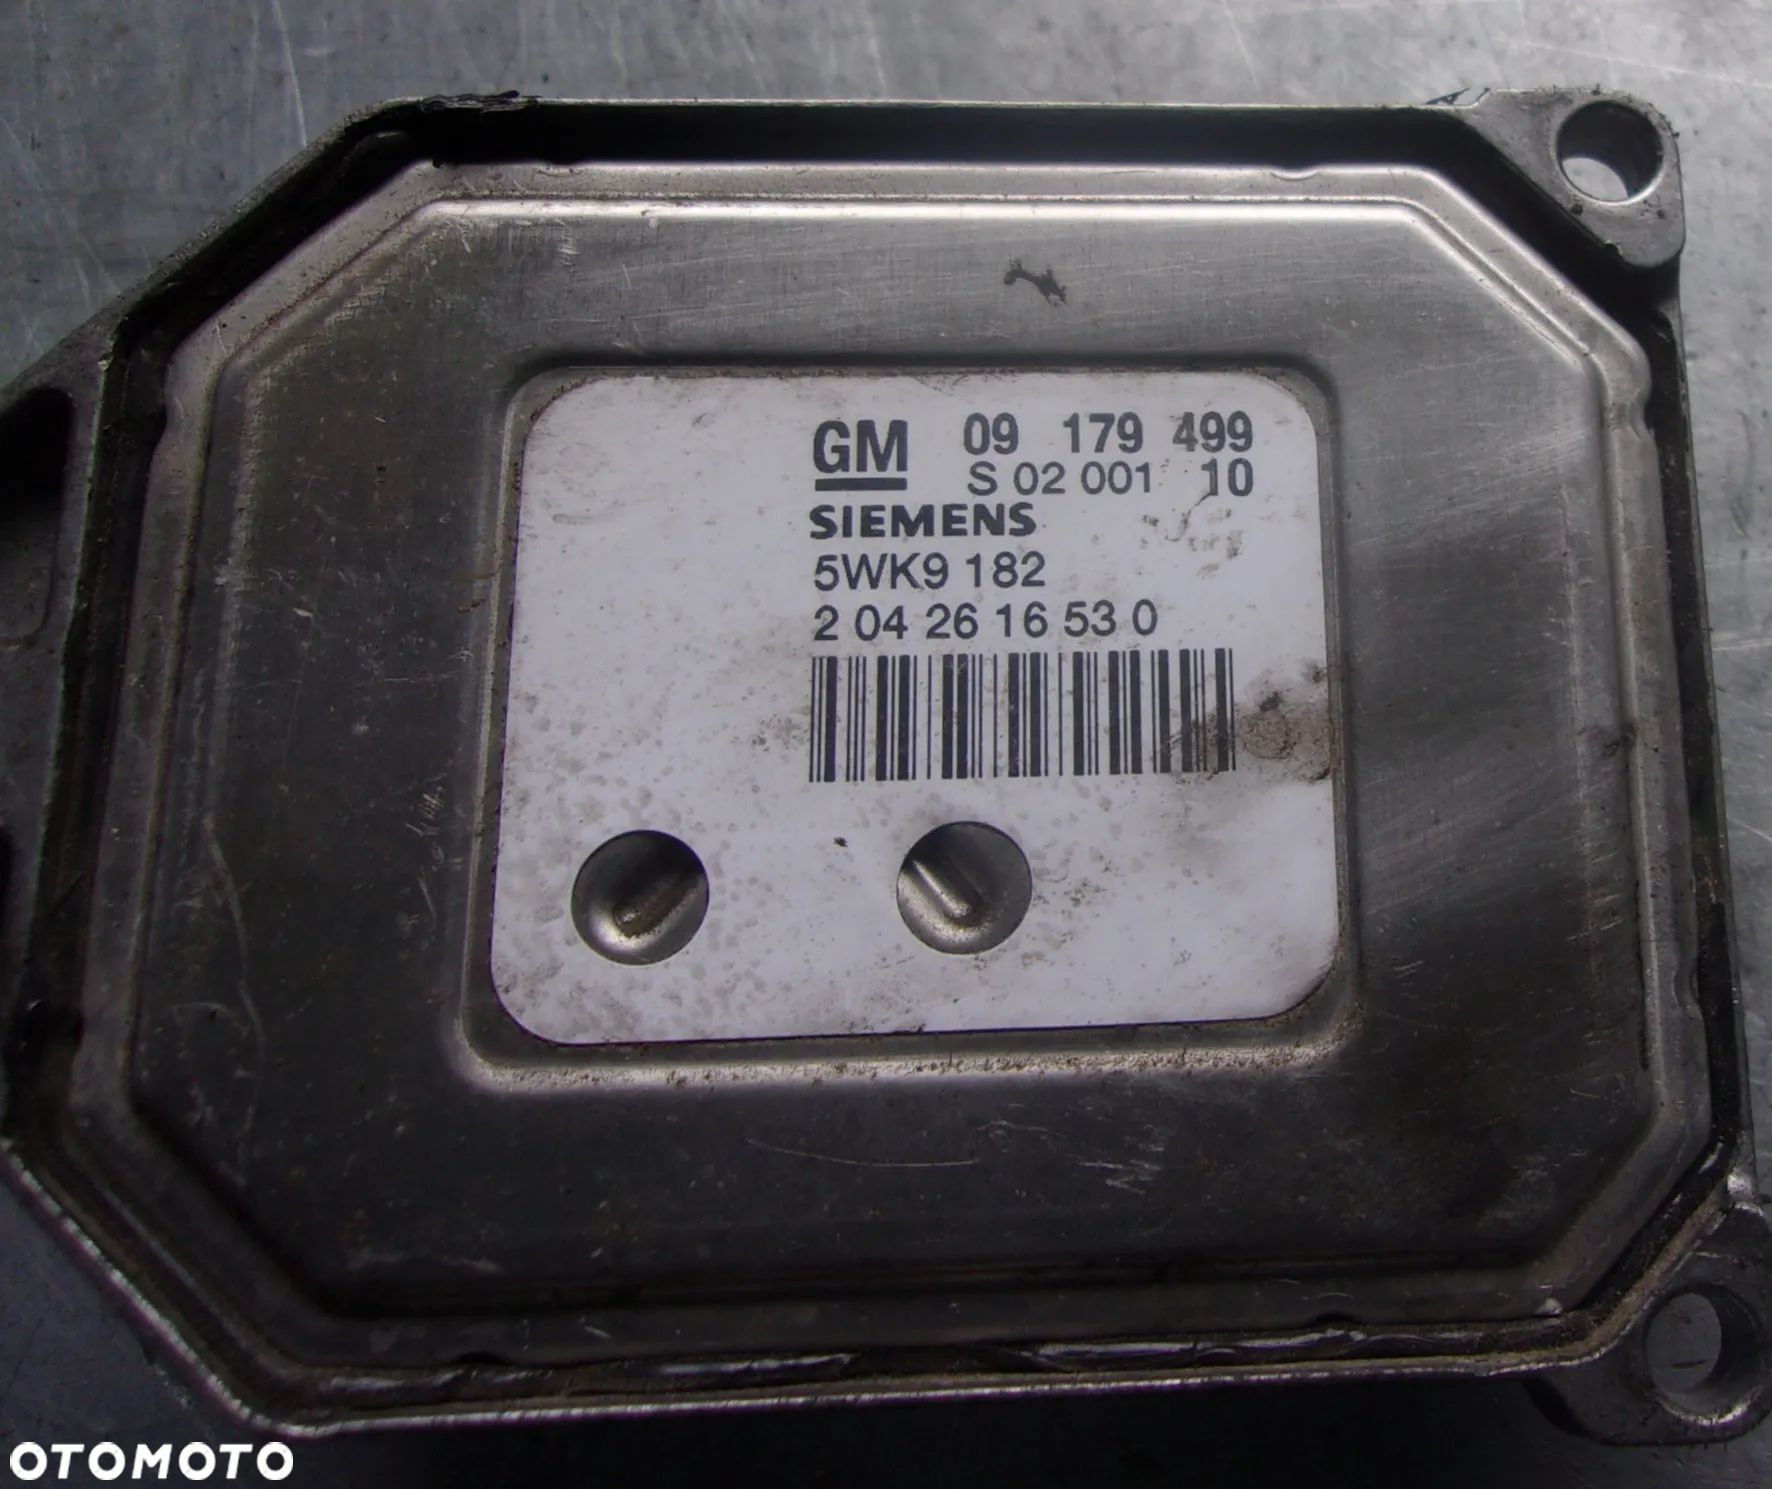 GM 09 179 499
S 02 001 10
SIEMENS
5WK9 182
2 04 26 16 53 0
OTOMOTO